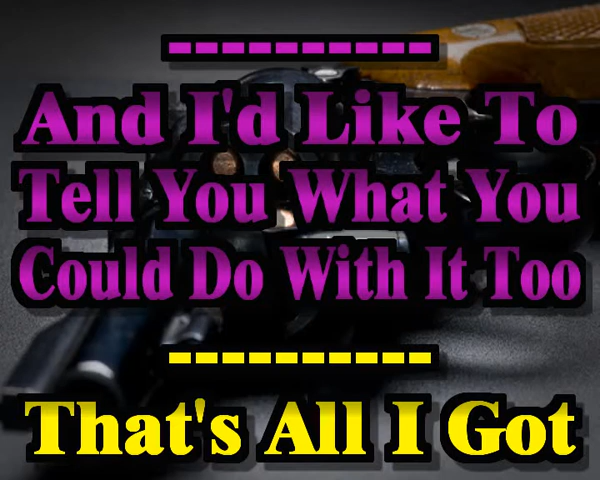 ----------
And I'd Like To
Tell You What You
Could Do With It Too
----------
That's All I Got